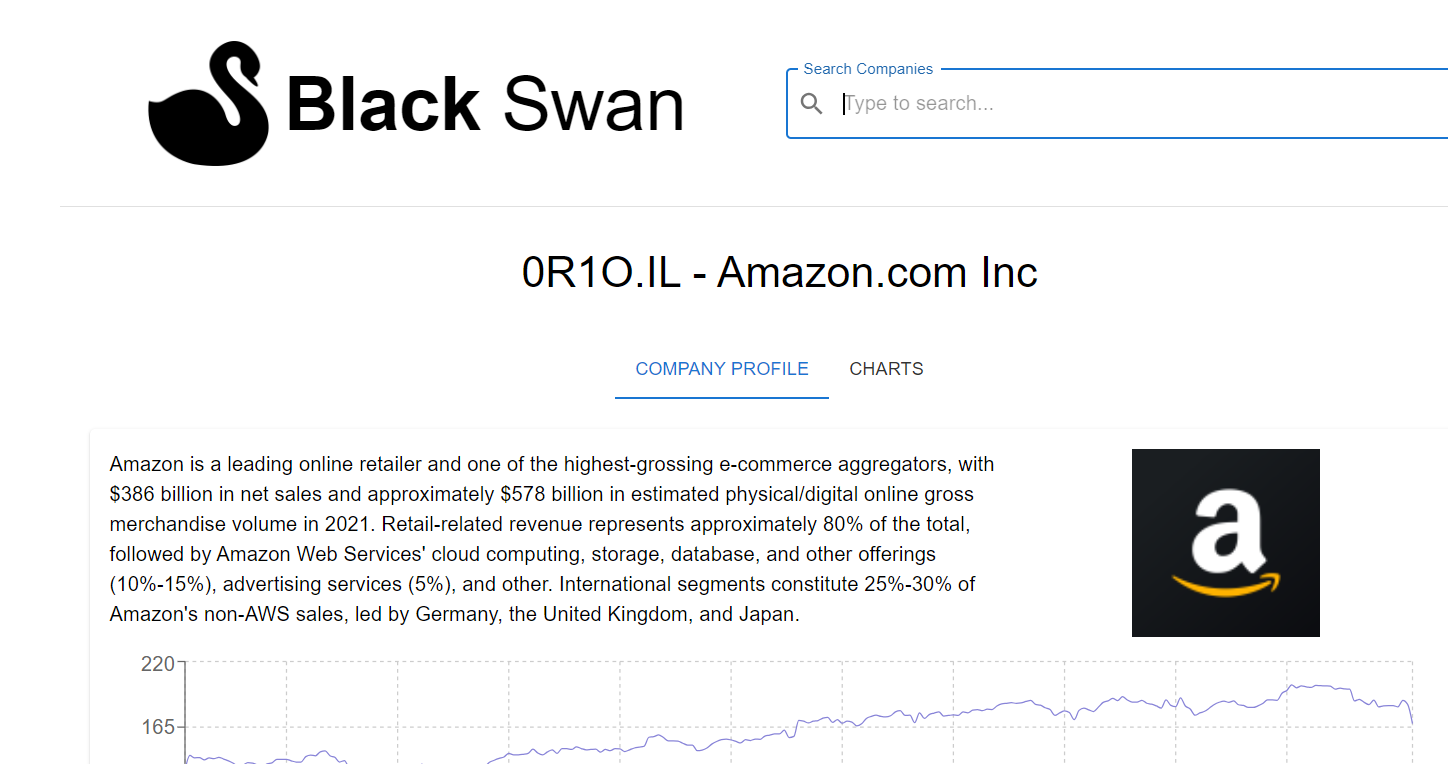 Black Swan
Search Companies
Type to search...
0R1O.IL - Amazon.com Inc
COMPANY PROFILE
CHARTS
Amazon is a leading online retailer and one of the highest-grossing e-commerce aggregators, with
$386 billion in net sales and approximately $578 billion in estimated physical/digital online gross
merchandise volume in 2021. Retail-related revenue represents approximately 80% of the total,
followed by Amazon Web Services' cloud computing, storage, database, and other offerings
(10%-15%), advertising services (5%), and other. International segments constitute 25%-30% of
Amazon's non-AWS sales, led by Germany, the United Kingdom, and Japan.
a
220
165